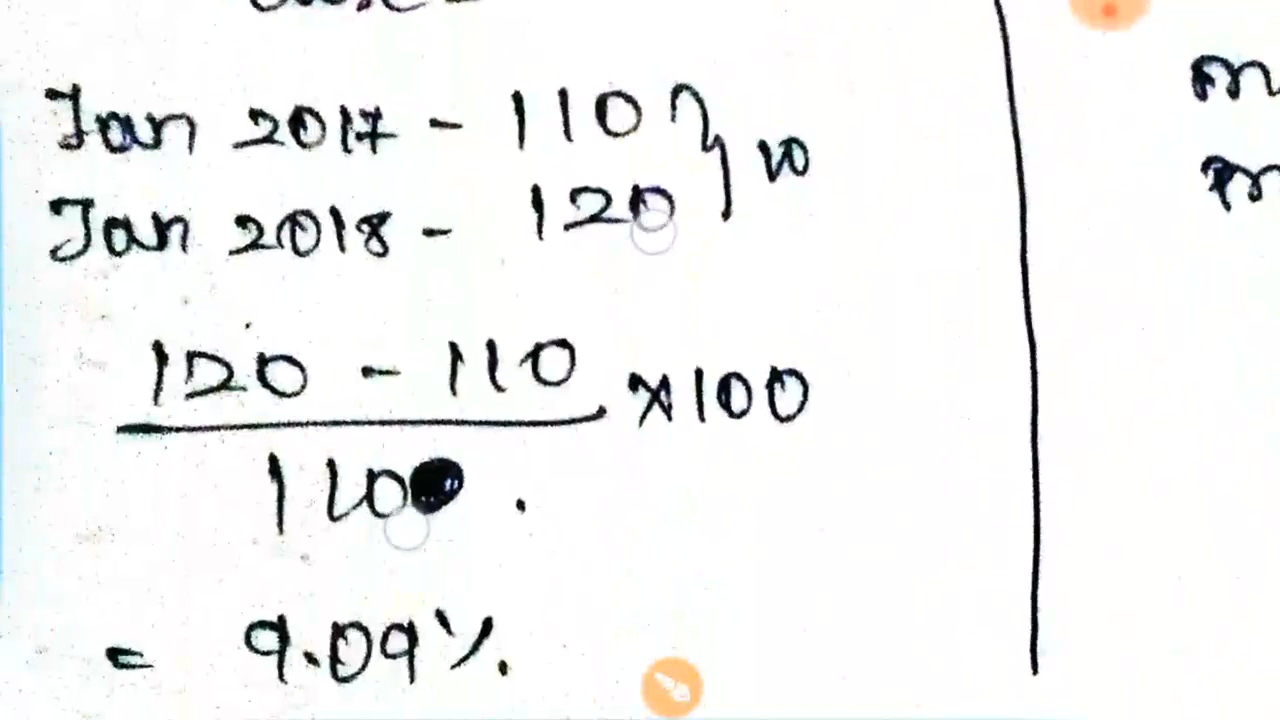 Jan 2017 - 110 } 10
Jan 2018 - 120
120 - 110
110
×100
= 9.09%.